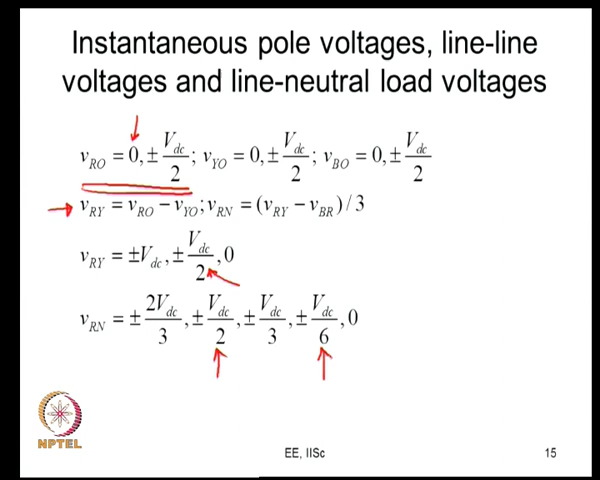 Instantaneous pole voltages, line-line
voltages and line-neutral load voltages
v_RO = 0, ± V_dc/2 ; v_YO = 0, ± V_dc/2 ; v_BO = 0, ± V_dc/2
v_RY = v_RO − v_YO ; v_RN = (v_RY − v_BR) / 3
v_RY = ±V_dc, ± V_dc/2, 0
v_RN = ± 2V_dc/3, ± V_dc/2, ± V_dc/3, ± V_dc/6, 0
NPTEL
EE, IISc
15